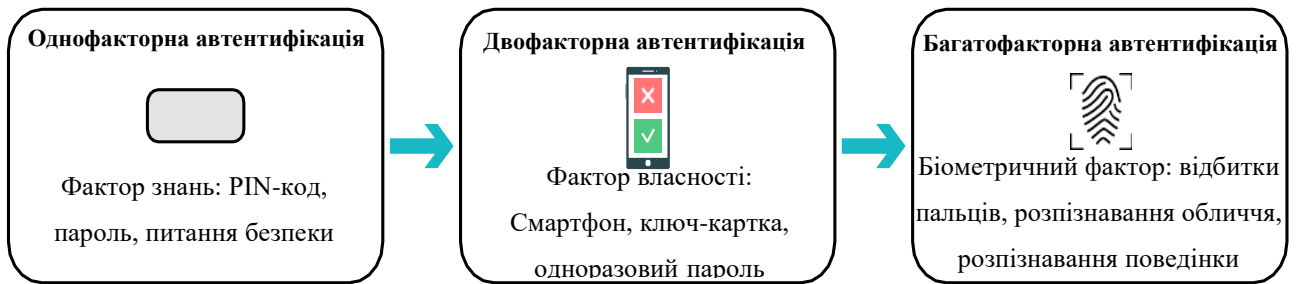 Однофакторна автентифікація
Фактор знань: PIN-код,
пароль, питання безпеки
Двофакторна автентифікація
Фактор власності:
Смартфон, ключ-картка,
одноразовий пароль
Багатофакторна автентифікація
Біометричний фактор: відбитки
пальців, розпізнавання обличчя,
розпізнавання поведінки